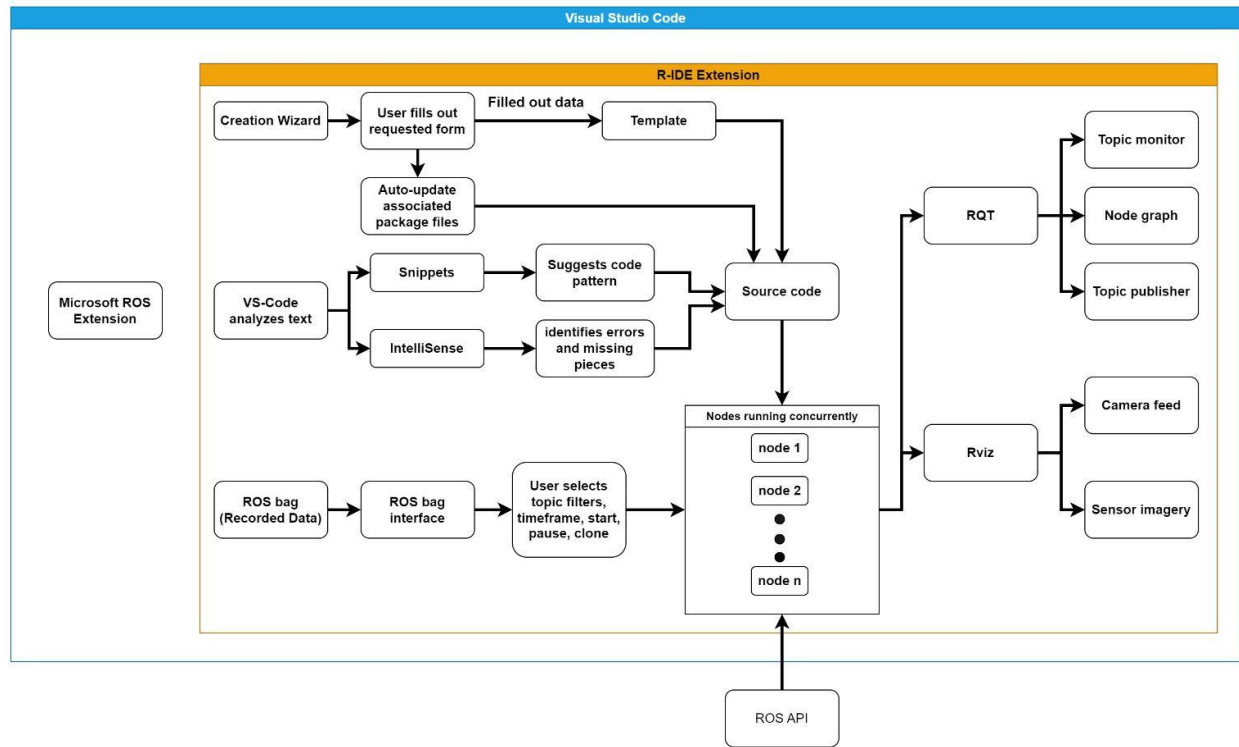 Visual Studio Code
R-IDE Extension
Creation Wizard
User fills out
requested form
Filled out data
Template
Auto-update
associated
package files
Topic monitor
RQT
Node graph
Topic publisher
Microsoft ROS
Extension
VS-Code
analyzes text
Snippets
Suggests code
pattern
IntelliSense
identifies errors
and missing
pieces
Source code
Nodes running concurrently
node 1
node 2
node n
Rviz
Camera feed
Sensor imagery
ROS bag
(Recorded Data)
ROS bag
interface
User selects
topic filters,
timeframe, start,
pause, clone
ROS API